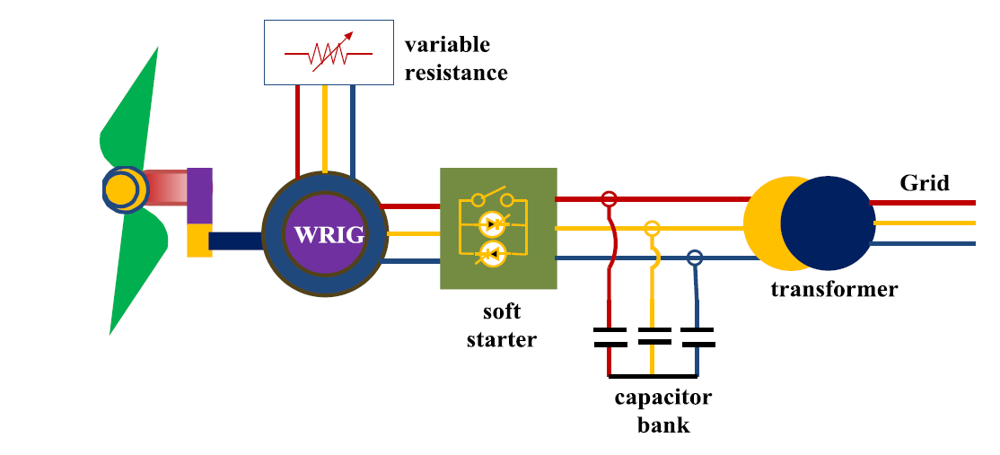 variable
resistance
WRIG
Grid
soft
starter
transformer
capacitor
bank